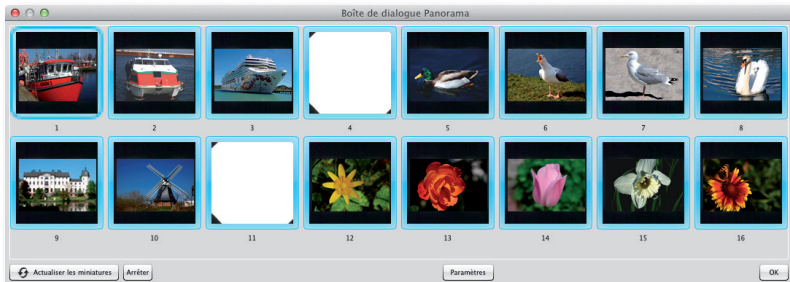 Boîte de dialogue Panorama
1 2 3 4 5 6 7 8
9 10 11 12 13 14 15 16
Actualiser les miniatures Arrêter Paramètres OK